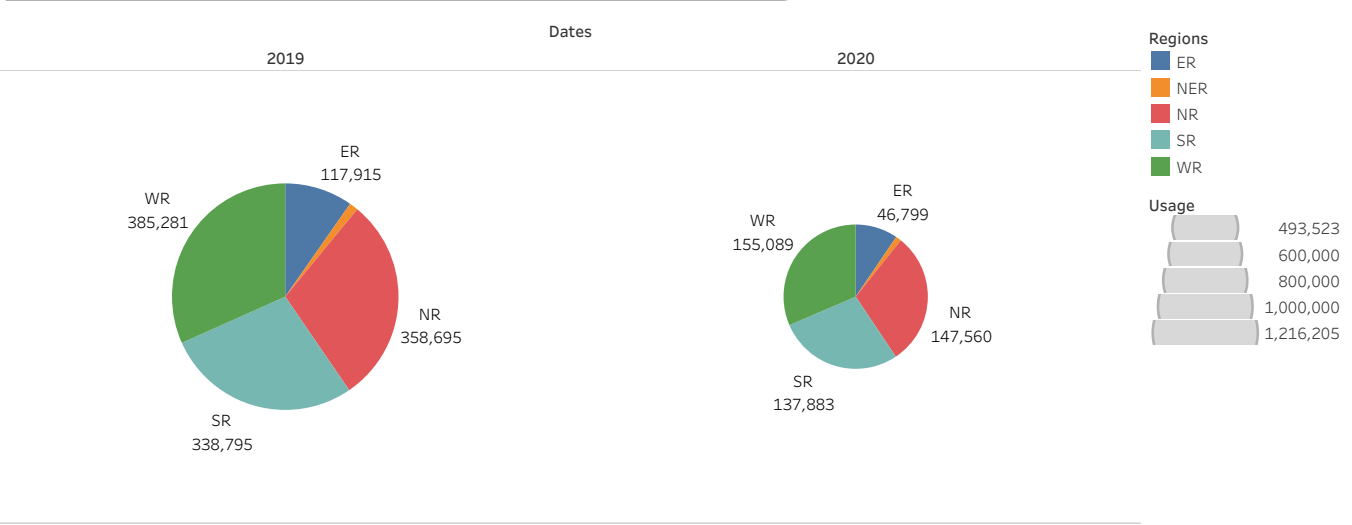 Dates
2019
2020
ER
117,915
WR
385,281
NR
358,695
SR
338,795
ER
46,799
WR
155,089
NR
147,560
SR
137,883
Regions
ER
NER
NR
SR
WR
Usage
493,523
600,000
800,000
1,000,000
1,216,205